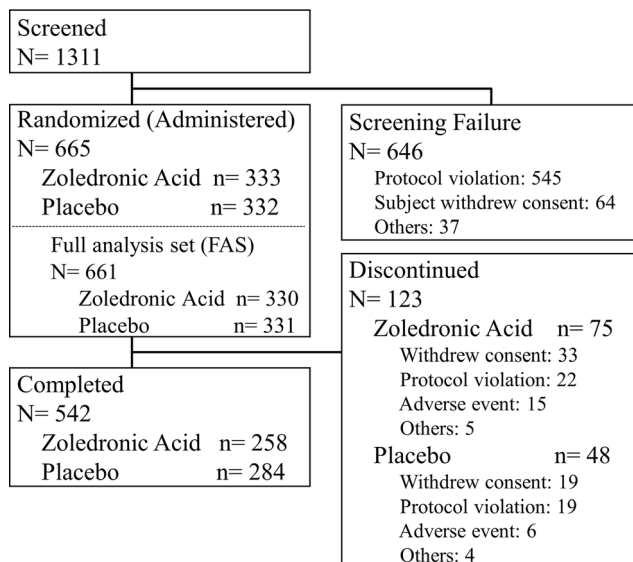 Screened
N= 1311
Randomized (Administered)
N= 665
Zoledronic Acid n= 333
Placebo n= 332
Full analysis set (FAS)
N= 661
Zoledronic Acid n= 330
Placebo n= 331
Screening Failure
N= 646
Protocol violation: 545
Subject withdrew consent: 64
Others: 37
Discontinued
N= 123
Zoledronic Acid n= 75
Withdrew consent: 33
Protocol violation: 22
Adverse event: 15
Others: 5
Placebo n= 48
Withdrew consent: 19
Protocol violation: 19
Adverse event: 6
Others: 4
Completed
N= 542
Zoledronic Acid n= 258
Placebo n= 284